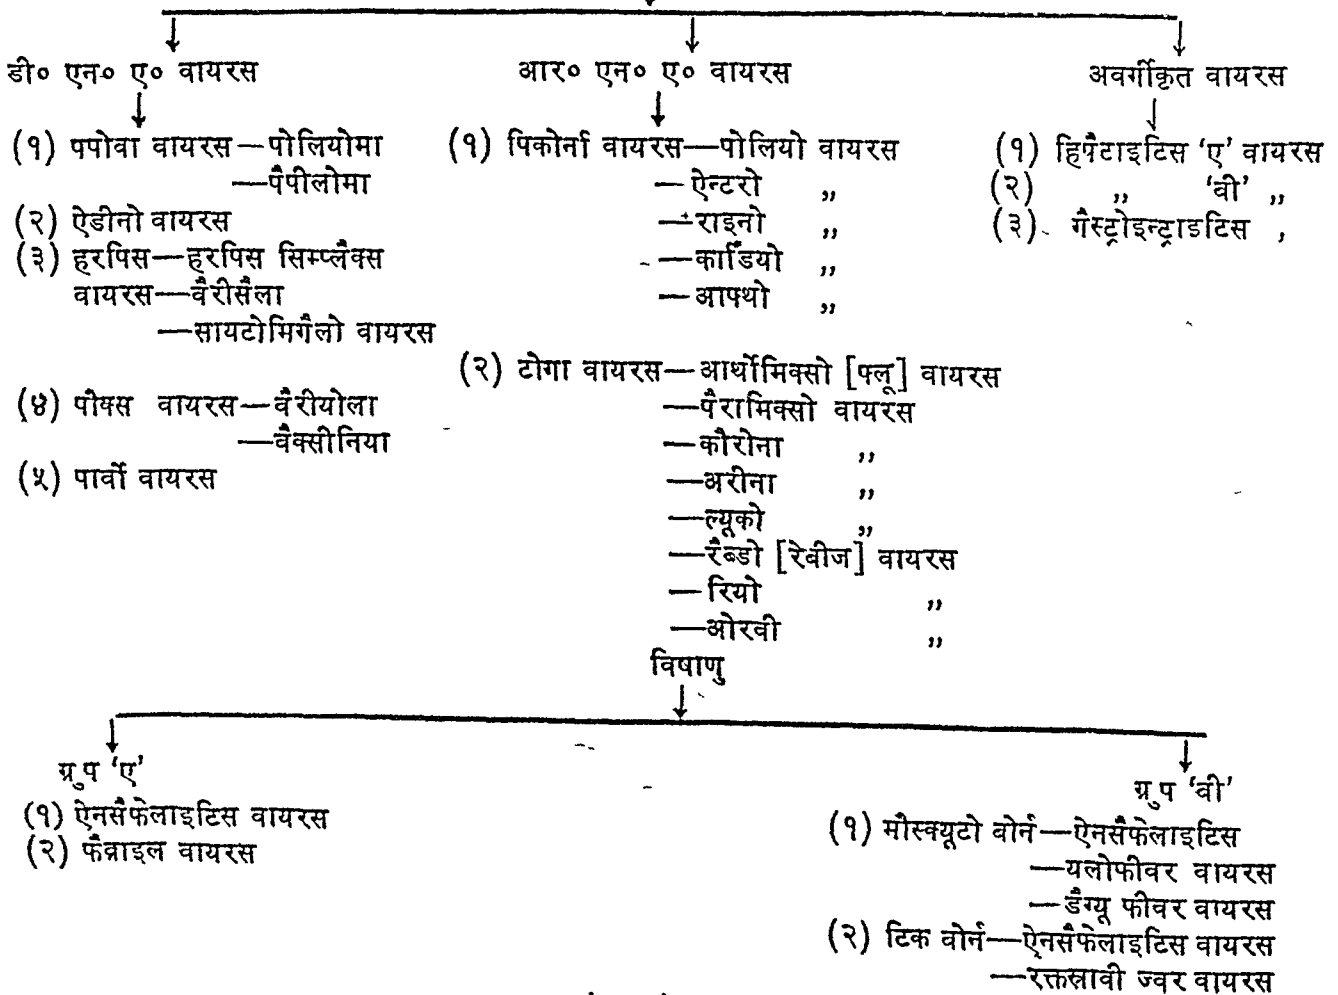 डी० एन० ए० वायरस
(१) पपोवा वायरस—पोलियोमा
—पैपीलोमा
(२) ऐडीनो वायरस
(३) हरपिस—हरपिस सिम्प्लैक्स
वायरस—वैरीसैला
—सायटोमिगैलो वायरस
(४) पोक्स वायरस—वैरीयोला
—वैक्सीनिया
(५) पार्वो वायरस
आर० एन० ए० वायरस
(१) पिकोर्ना वायरस—पोलियो वायरस
—ऐन्टरो ,,
—राइनो ,,
—कार्डियो ,,
—आफ्थो ,,
(२) टोगा वायरस—आर्थोमिक्सो [फ्लू] वायरस
—पैरामिक्सो वायरस
—कौरोना ,,
—अरीना ,,
—ल्यूको ,,
—रैब्डो [रेबीज] वायरस
—रियो ,,
—ओरवी ,,
अवर्गीकृत वायरस
(१) हिपैटाइटिस ‘ए’ वायरस
(२) ,, ‘वी’ ,,
(३) गैस्ट्रोइन्ट्राइटिस ,
विषाणु
ग्रुप ‘ए’
(१) ऐनसैफेलाइटिस वायरस
(२) फैव्राइल वायरस
ग्रुप ‘वी’
(१) मौस्क्यूटो वोर्न—ऐनसैफेलाइटिस
—यलोफीवर वायरस
—डैंग्यू फीवर वायरस
(२) टिक वोर्न—ऐनसैफेलाइटिस वायरस
—रक्तस्रावी ज्वर वायरस